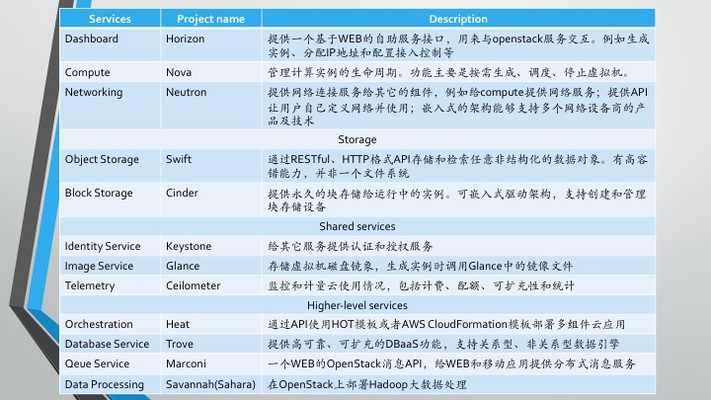 Services Project name Description
Dashboard Horizon 提供一个基于WEB的自助服务接口，用来与openstack服务交互。例如生成
实例、分配IP地址和配置接入控制等
Compute Nova 管理计算实例的生命周期。功能主要是按需生成、调度、停止虚拟机。
Networking Neutron 提供网络连接服务给其它的组件，例如给compute提供网络服务；提供API
让用户自己定义网络并使用；嵌入式的架构能够支持多个网络设备商的产
品及技术
Storage
Object Storage Swift 通过RESTful、HTTP格式API存储和检索任意非结构化的数据对象。有高容
错能力，并非一个文件系统
Block Storage Cinder 提供永久的块存储给运行中的实例。可嵌入式驱动架构，支持创建和管理
块存储设备
Shared services
Identity Service Keystone 给其它服务提供认证和授权服务
Image Service Glance 存储虚拟机磁盘镜象，生成实例时调用Glance中的镜像文件
Telemetry Ceilometer 监控和计量云使用情况，包括计费、配额、可扩充性和统计
Higher-level services
Orchestration Heat 通过API使用HOT模板或者AWS CloudFormation模板部署多组件云应用
Database Service Trove 提供高可靠、可扩充的DBaaS功能，支持关系型、非关系型数据引擎
Qeue Service Marconi 一个WEB的OpenStack消息API，给WEB和移动应用提供分布式消息服务
Data Processing Savannah(Sahara) 在OpenStack上部署Hadoop大数据处理